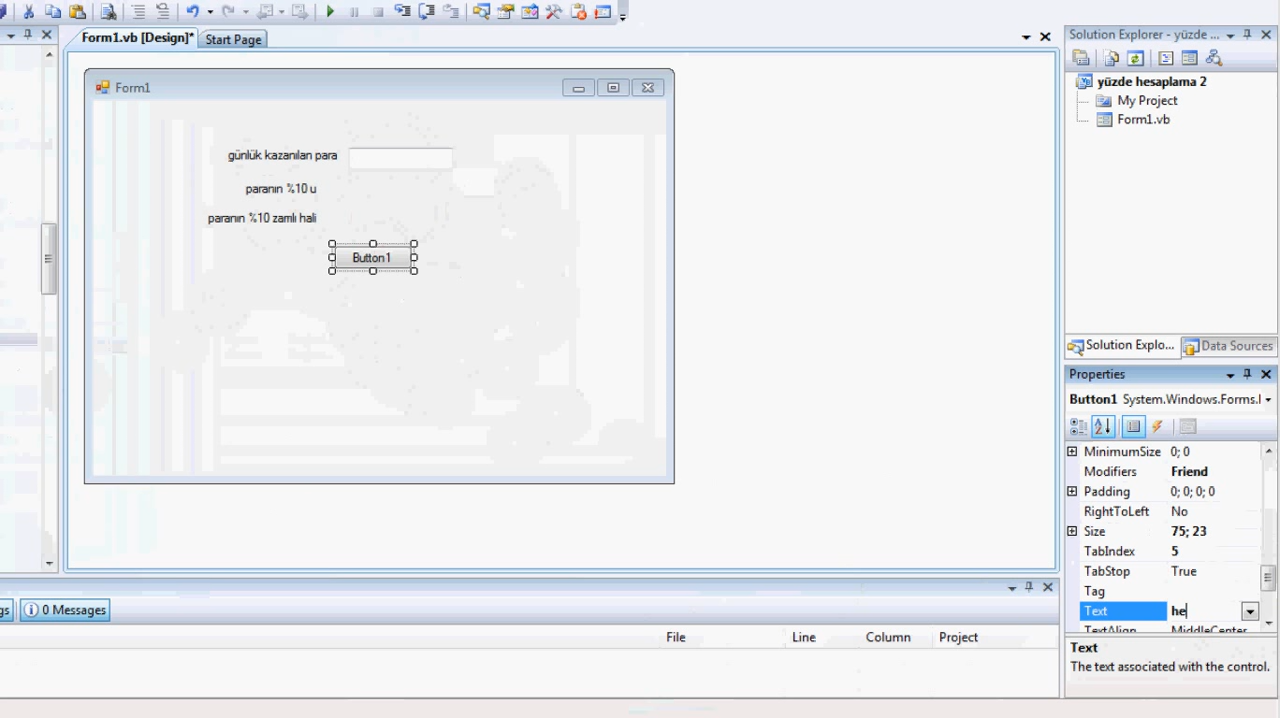 Form1.vb [Design]*
Start Page
Form1
günlük kazanılan para
paranın %10 u
paranın %10 zamlı hali
Button1
0 Messages
File
Line
Column
Project
Solution Explorer - yüzde ...
yüzde hesaplama 2
My Project
Form1.vb
Solution Explo...
Data Sources
Properties
Button1 System.Windows.Forms.
MinimumSize 0; 0
Modifiers Friend
Padding 0; 0; 0; 0
RightToLeft No
Size 75; 23
TabIndex 5
TabStop True
Tag
Text he
TextAlign MiddleCenter
Text
The text associated with the control.